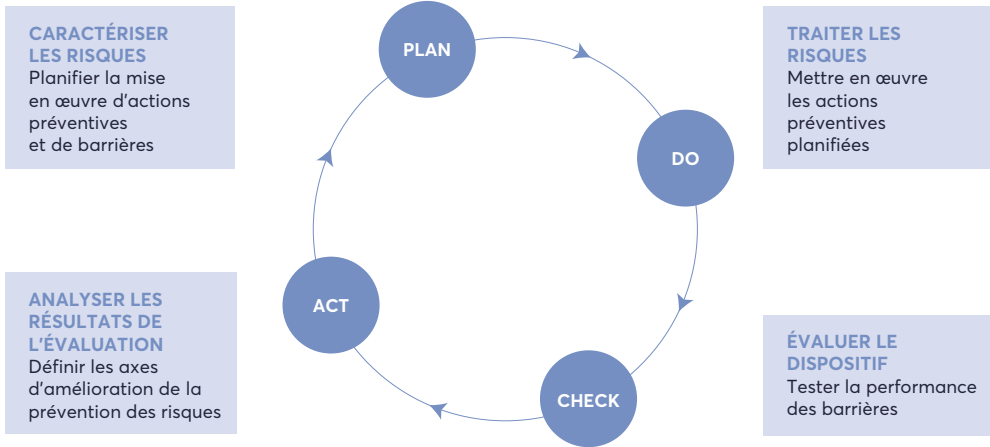 CARACTÉRISER
LES RISQUES
Planifier la mise
en œuvre d'actions
préventives
et de barrières
PLAN
TRAITER LES
RISQUES
Mettre en œuvre
les actions
préventives
planifiées
DO
ANALYSER LES
RÉSULTATS DE
L'ÉVALUATION
Définir les axes
d'amélioration de la
prévention des risques
ACT
CHECK
ÉVALUER LE
DISPOSITIF
Tester la performance
des barrières